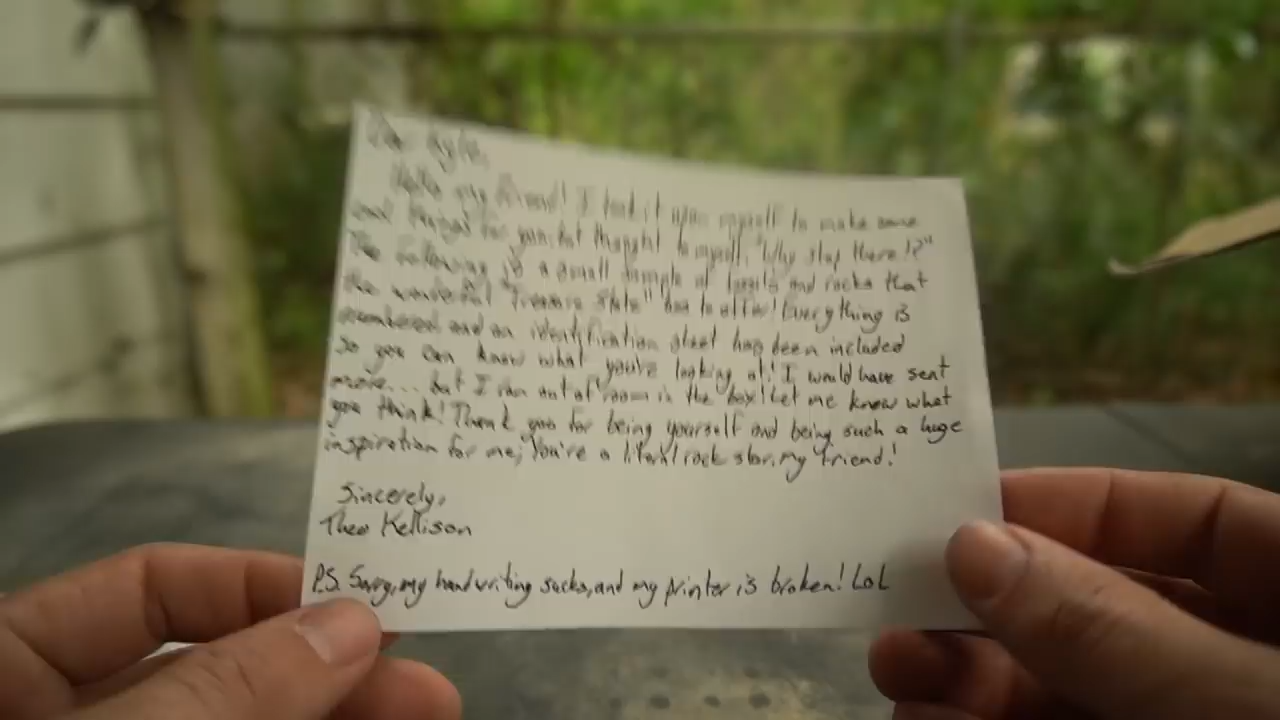 Hello my friend! I took it upon myself to make some
for you, but thought to myself, "Why stop there!?"
The following is a small sample of fossils and rocks that
the wonderful "Treasure State" has to offer! Everything is
numbered and an identification sheet has been included
so you can know what you're looking at! I would have sent
more... but I ran out of room in the box! Let me know what
you think! Thank you for being yourself and being such a huge
inspiration for me; You're a literal rock star, my friend!
Sincerely,
Theo Kellison
P.S. Sorry, my handwriting sucks, and my printer is broken! LoL